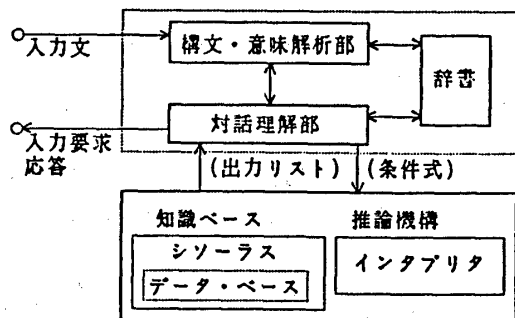 入力文
構文・意味解析部
辞書
対話理解部
入力要求
応答
(出力リスト)
(条件式)
知識ベース
推論機構
シソーラス
インタプリタ
データ・ベース